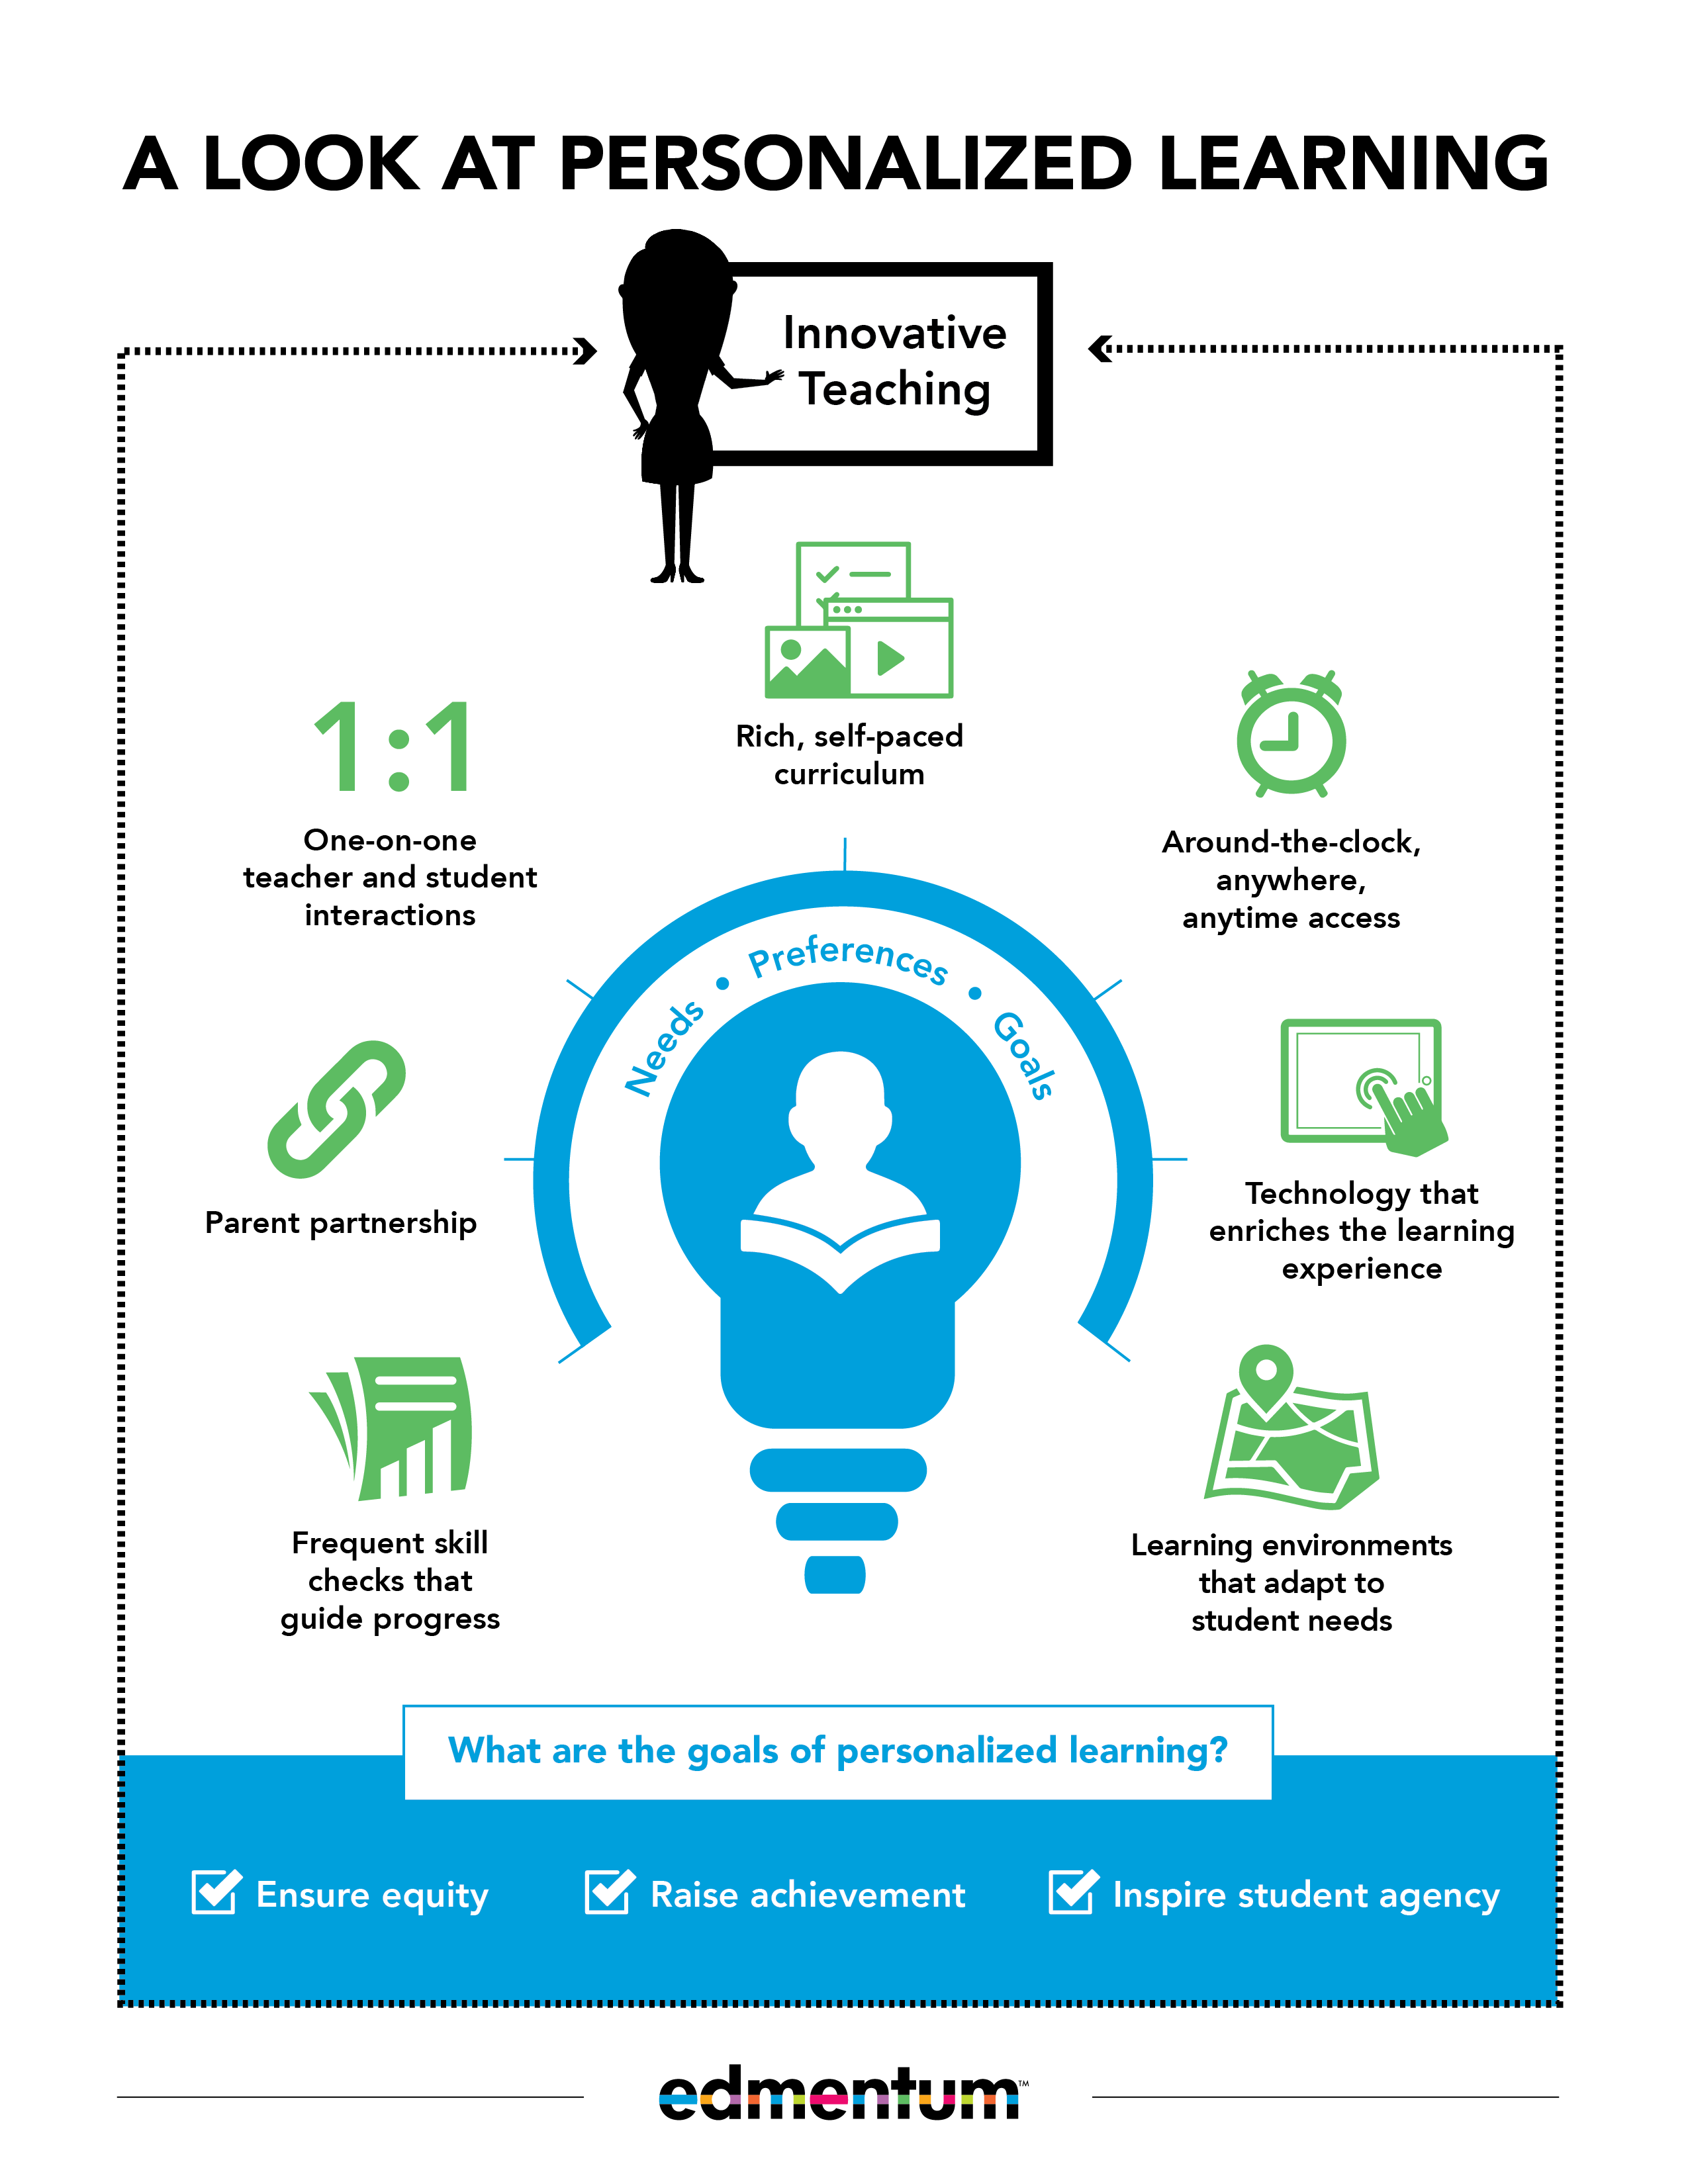 A LOOK AT PERSONALIZED LEARNING
Innovative
Teaching
Rich, self-paced
curriculum
1:1
One-on-one
teacher and student
interactions
Around-the-clock,
anywhere,
anytime access
Needs • Preferences • Goals
Parent partnership
Technology that
enriches the learning
experience
Frequent skill
checks that
guide progress
Learning environments
that adapt to
student needs
What are the goals of personalized learning?
Ensure equity
Raise achievement
Inspire student agency
edmentum™